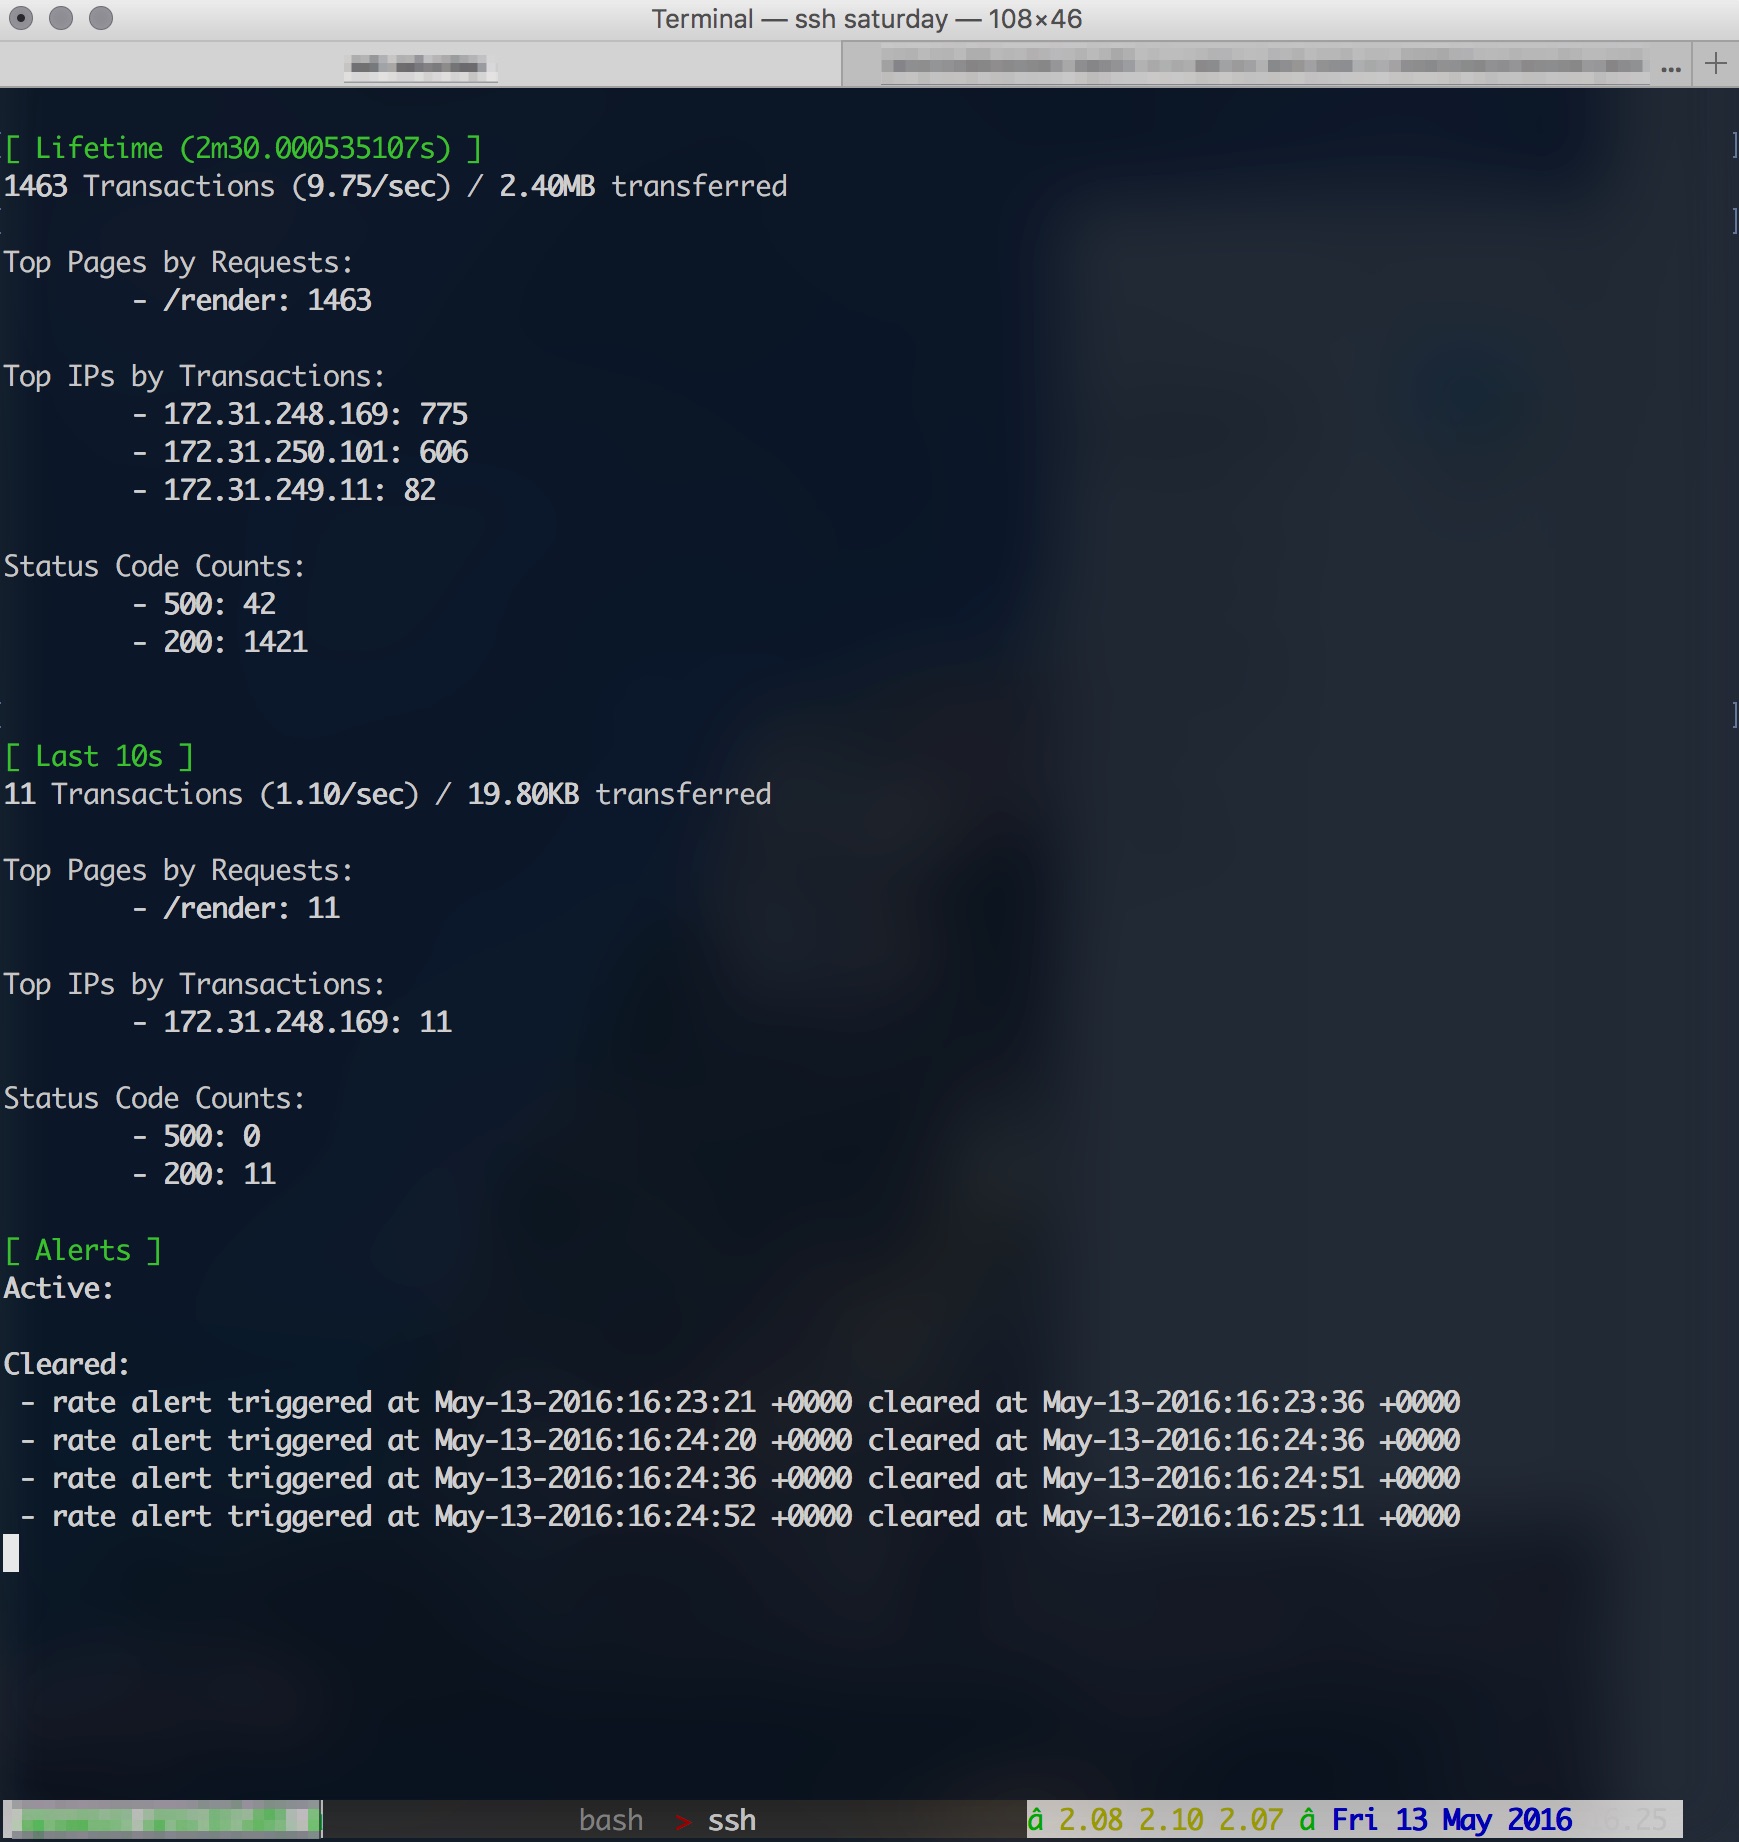 Terminal — ssh saturday — 108×46
...
[ Lifetime (2m30.000535107s) ]
1463 Transactions (9.75/sec) / 2.40MB transferred
Top Pages by Requests:
- /render: 1463
Top IPs by Transactions:
- 172.31.248.169: 775
- 172.31.250.101: 606
- 172.31.249.11: 82
Status Code Counts:
- 500: 42
- 200: 1421
[ Last 10s ]
11 Transactions (1.10/sec) / 19.80KB transferred
Top Pages by Requests:
- /render: 11
Top IPs by Transactions:
- 172.31.248.169: 11
Status Code Counts:
- 500: 0
- 200: 11
[ Alerts ]
Active:
Cleared:
- rate alert triggered at May-13-2016:16:23:21 +0000 cleared at May-13-2016:16:23:36 +0000
- rate alert triggered at May-13-2016:16:24:20 +0000 cleared at May-13-2016:16:24:36 +0000
- rate alert triggered at May-13-2016:16:24:36 +0000 cleared at May-13-2016:16:24:51 +0000
- rate alert triggered at May-13-2016:16:24:52 +0000 cleared at May-13-2016:16:25:11 +0000
bash > ssh â 2.08 2.10 2.07 â Fri 13 May 2016